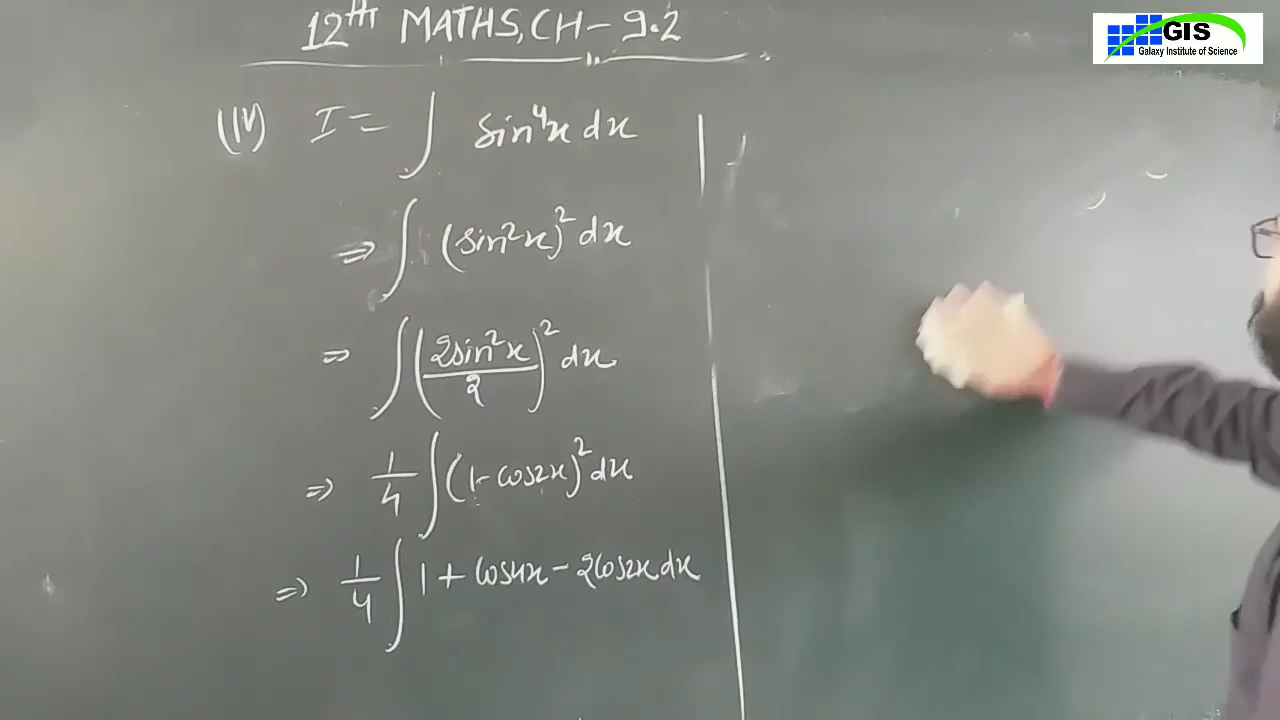 12th MATHS, CH-9.2
GIS
Galaxy Institute of Science
(IV) I = ∫ sin⁴x dx
⇒ ∫ (sin²x)² dx
⇒ ∫ (2sin²x/2)² dx
⇒ 1/4 ∫ (1-cos2x)² dx
⇒ 1/4 ∫ 1 + cos4x - 2cos2x dx